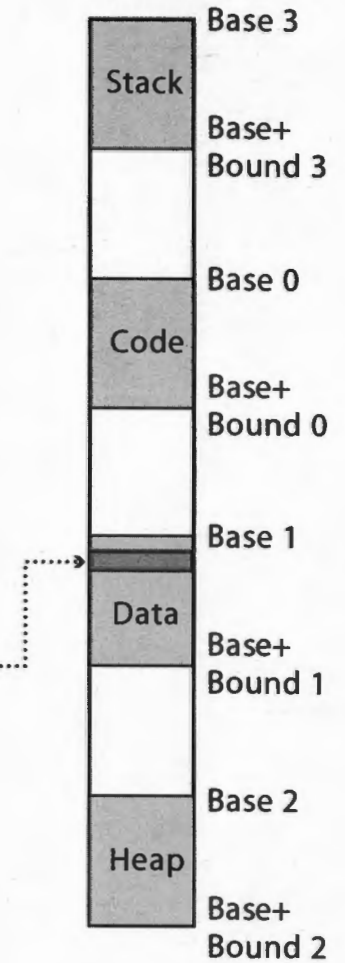 Base 3
Stack
Base+
Bound 3
Base 0
Code
Base+
Bound 0
Base 1
Data
Base+
Bound 1
Base 2
Heap
Base+
Bound 2